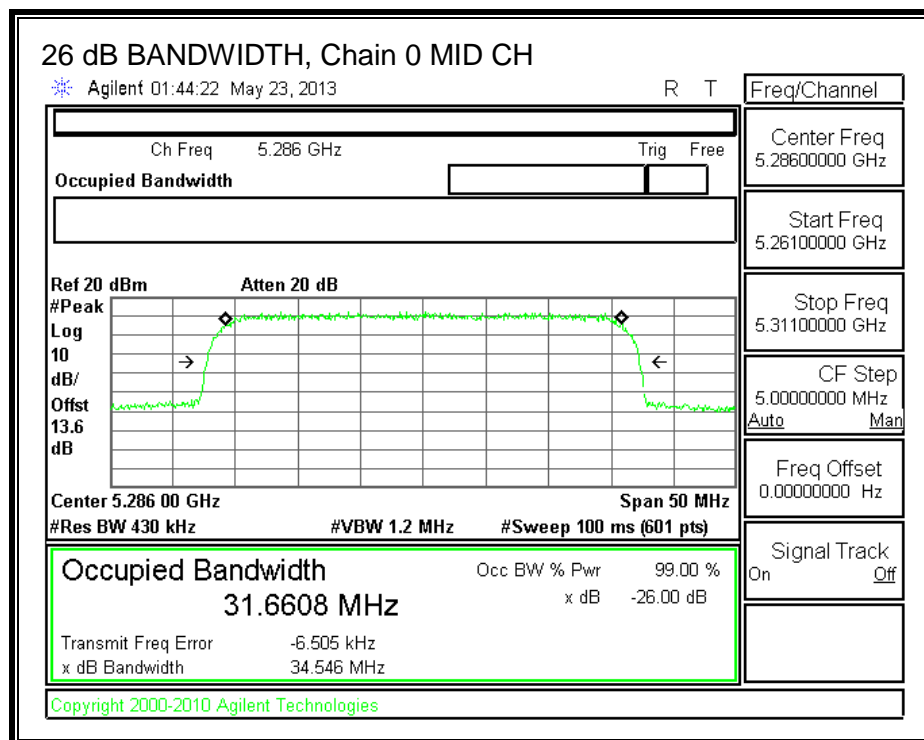 26 dB BANDWIDTH, Chain 0 MID CH
Agilent 01:44:22 May 23, 2013 R T
Ch Freq 5.286 GHz Trig Free
Occupied Bandwidth
Ref 20 dBm Atten 20 dB
#Peak
Log
10
dB/
Offst
13.6
dB
Center 5.286 00 GHz Span 50 MHz
#Res BW 430 kHz #VBW 1.2 MHz #Sweep 100 ms (601 pts)
Occupied Bandwidth Occ BW % Pwr 99.00 %
31.6608 MHz x dB -26.00 dB
Transmit Freq Error -6.505 kHz
x dB Bandwidth 34.546 MHz
Copyright 2000-2010 Agilent Technologies
Freq/Channel
Center Freq
5.28600000 GHz
Start Freq
5.26100000 GHz
Stop Freq
5.31100000 GHz
CF Step
5.00000000 MHz
Auto Man
Freq Offset
0.00000000 Hz
Signal Track
On Off